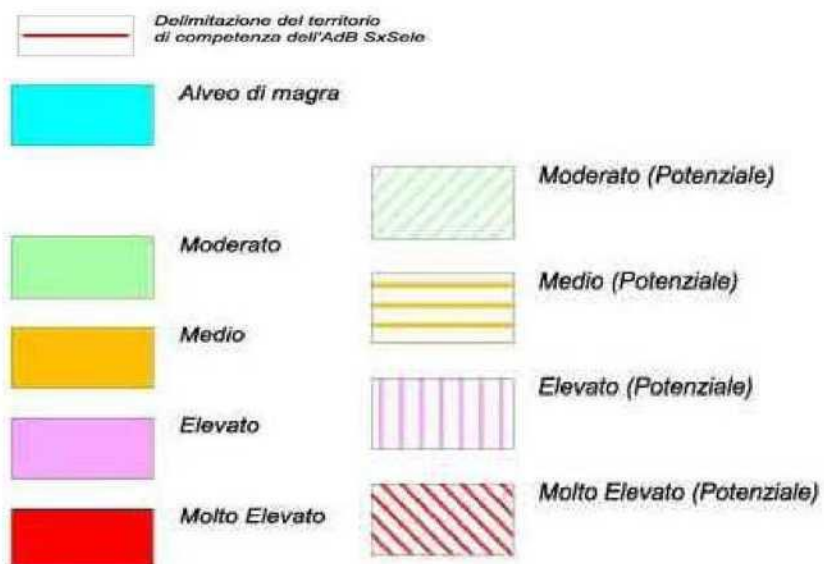 Delimitazione del territorio
di competenza dell'AdB SxSele
Alveo di magra
Moderato
Medio
Elevato
Molto Elevato
Moderato (Potenziale)
Medio (Potenziale)
Elevato (Potenziale)
Molto Elevato (Potenziale)